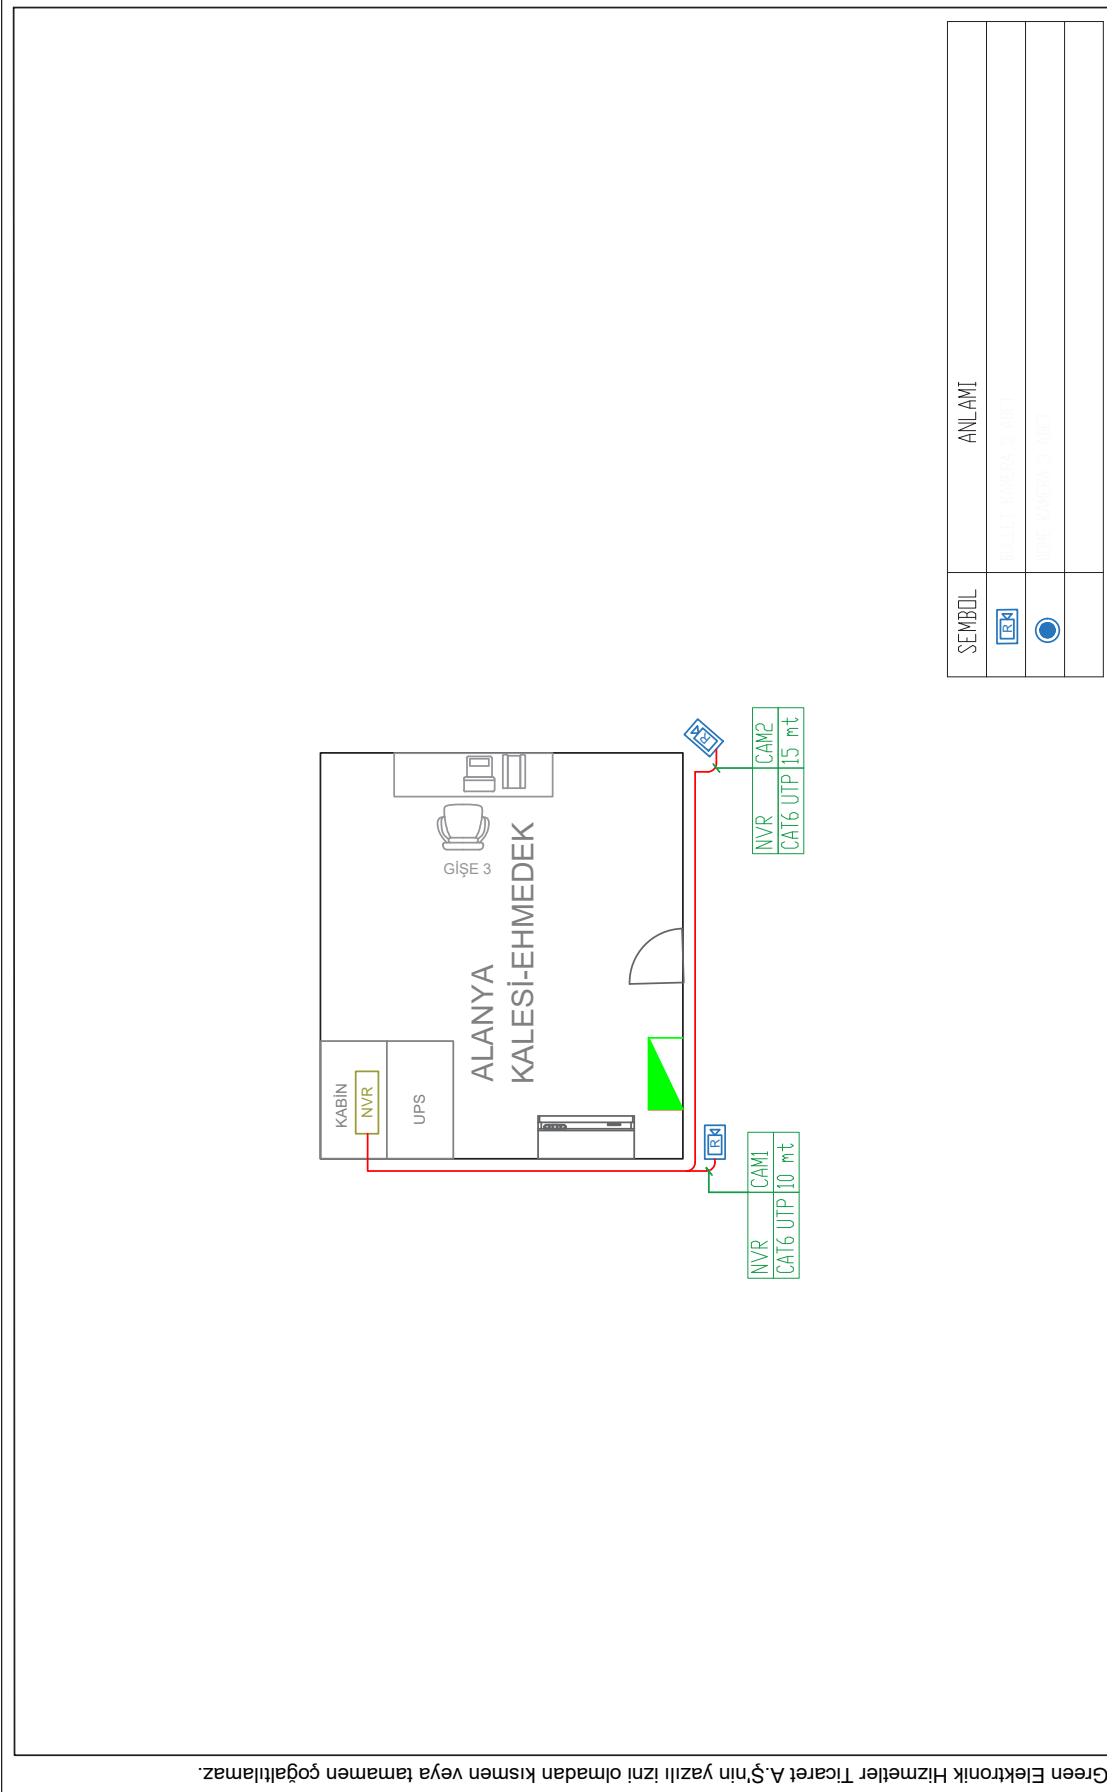 SEMBOL ANLAMI
R
KABİN
NVR
UPS
GİŞE 3
ALANYA
KALESİ-EHMEDEK
R
R
NVR CAM1
CAT6 UTP 10 mt
NVR CAM2
CAT6 UTP 15 mt
Green Elektronik Hizmetler Ticaret A.Ş'nin yazılı izni olmadan kısmen veya tamamen çoğaltılamaz.